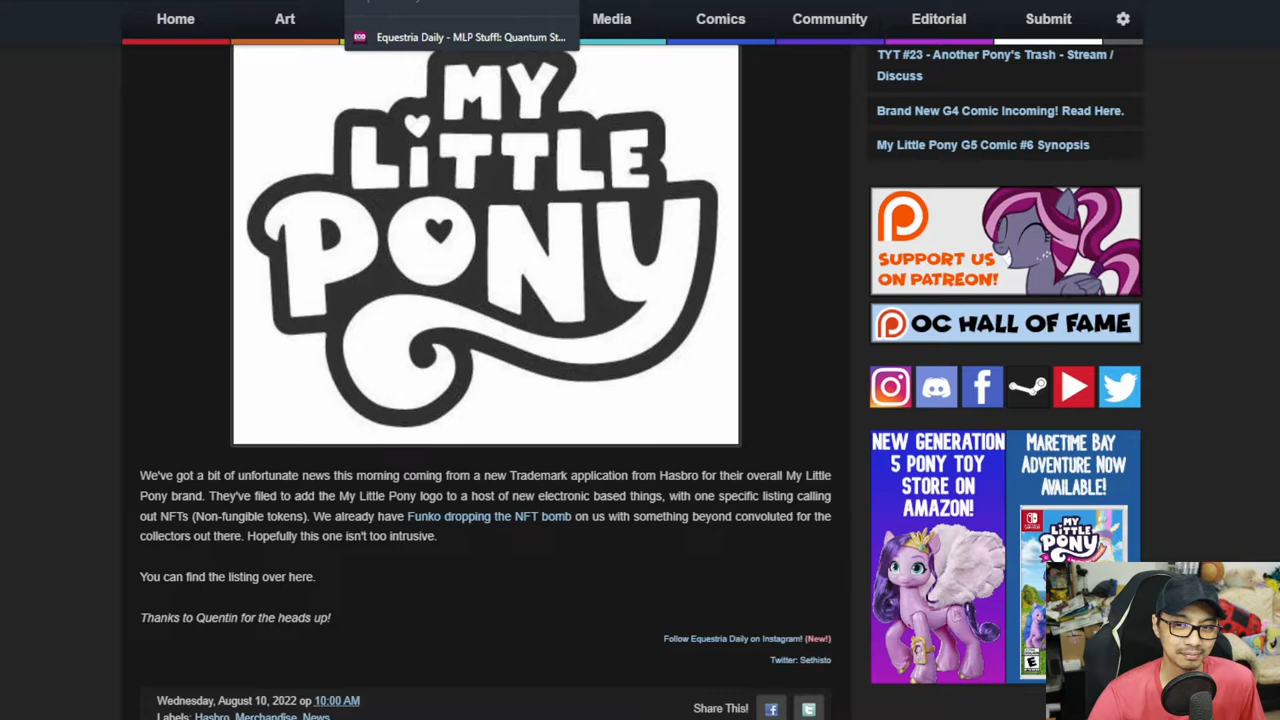 Home
Art
Media
Comics
Community
Editorial
Submit
Equestria Daily - MLP Stuff!: Quantum St...
MY
LiTTLE
PONY
We've got a bit of unfortunate news this morning coming from a new Trademark application from Hasbro for their overall My Little
Pony brand. They've filed to add the My Little Pony logo to a host of new electronic based things, with one specific listing calling
out NFTs (Non-fungible tokens). We already have Funko dropping the NFT bomb on us with something beyond convoluted for the
collectors out there. Hopefully this one isn't too intrusive.
You can find the listing over here.
Thanks to Quentin for the heads up!
Follow Equestria Daily on Instagram! (New!)
Twitter: Sethisto
Wednesday, August 10, 2022 op 10:00 AM
Labels: Hasbro, Merchandise, News
Share This!
TYT #23 - Another Pony's Trash - Stream /
Discuss
Brand New G4 Comic Incoming! Read Here.
My Little Pony G5 Comic #6 Synopsis
SUPPORT US
ON PATREON!
OC HALL OF FAME
NEW GENERATION
5 PONY TOY
STORE ON
AMAZON!
MARETIME BAY
ADVENTURE NOW
AVAILABLE!
MY
LITTLE
PONY